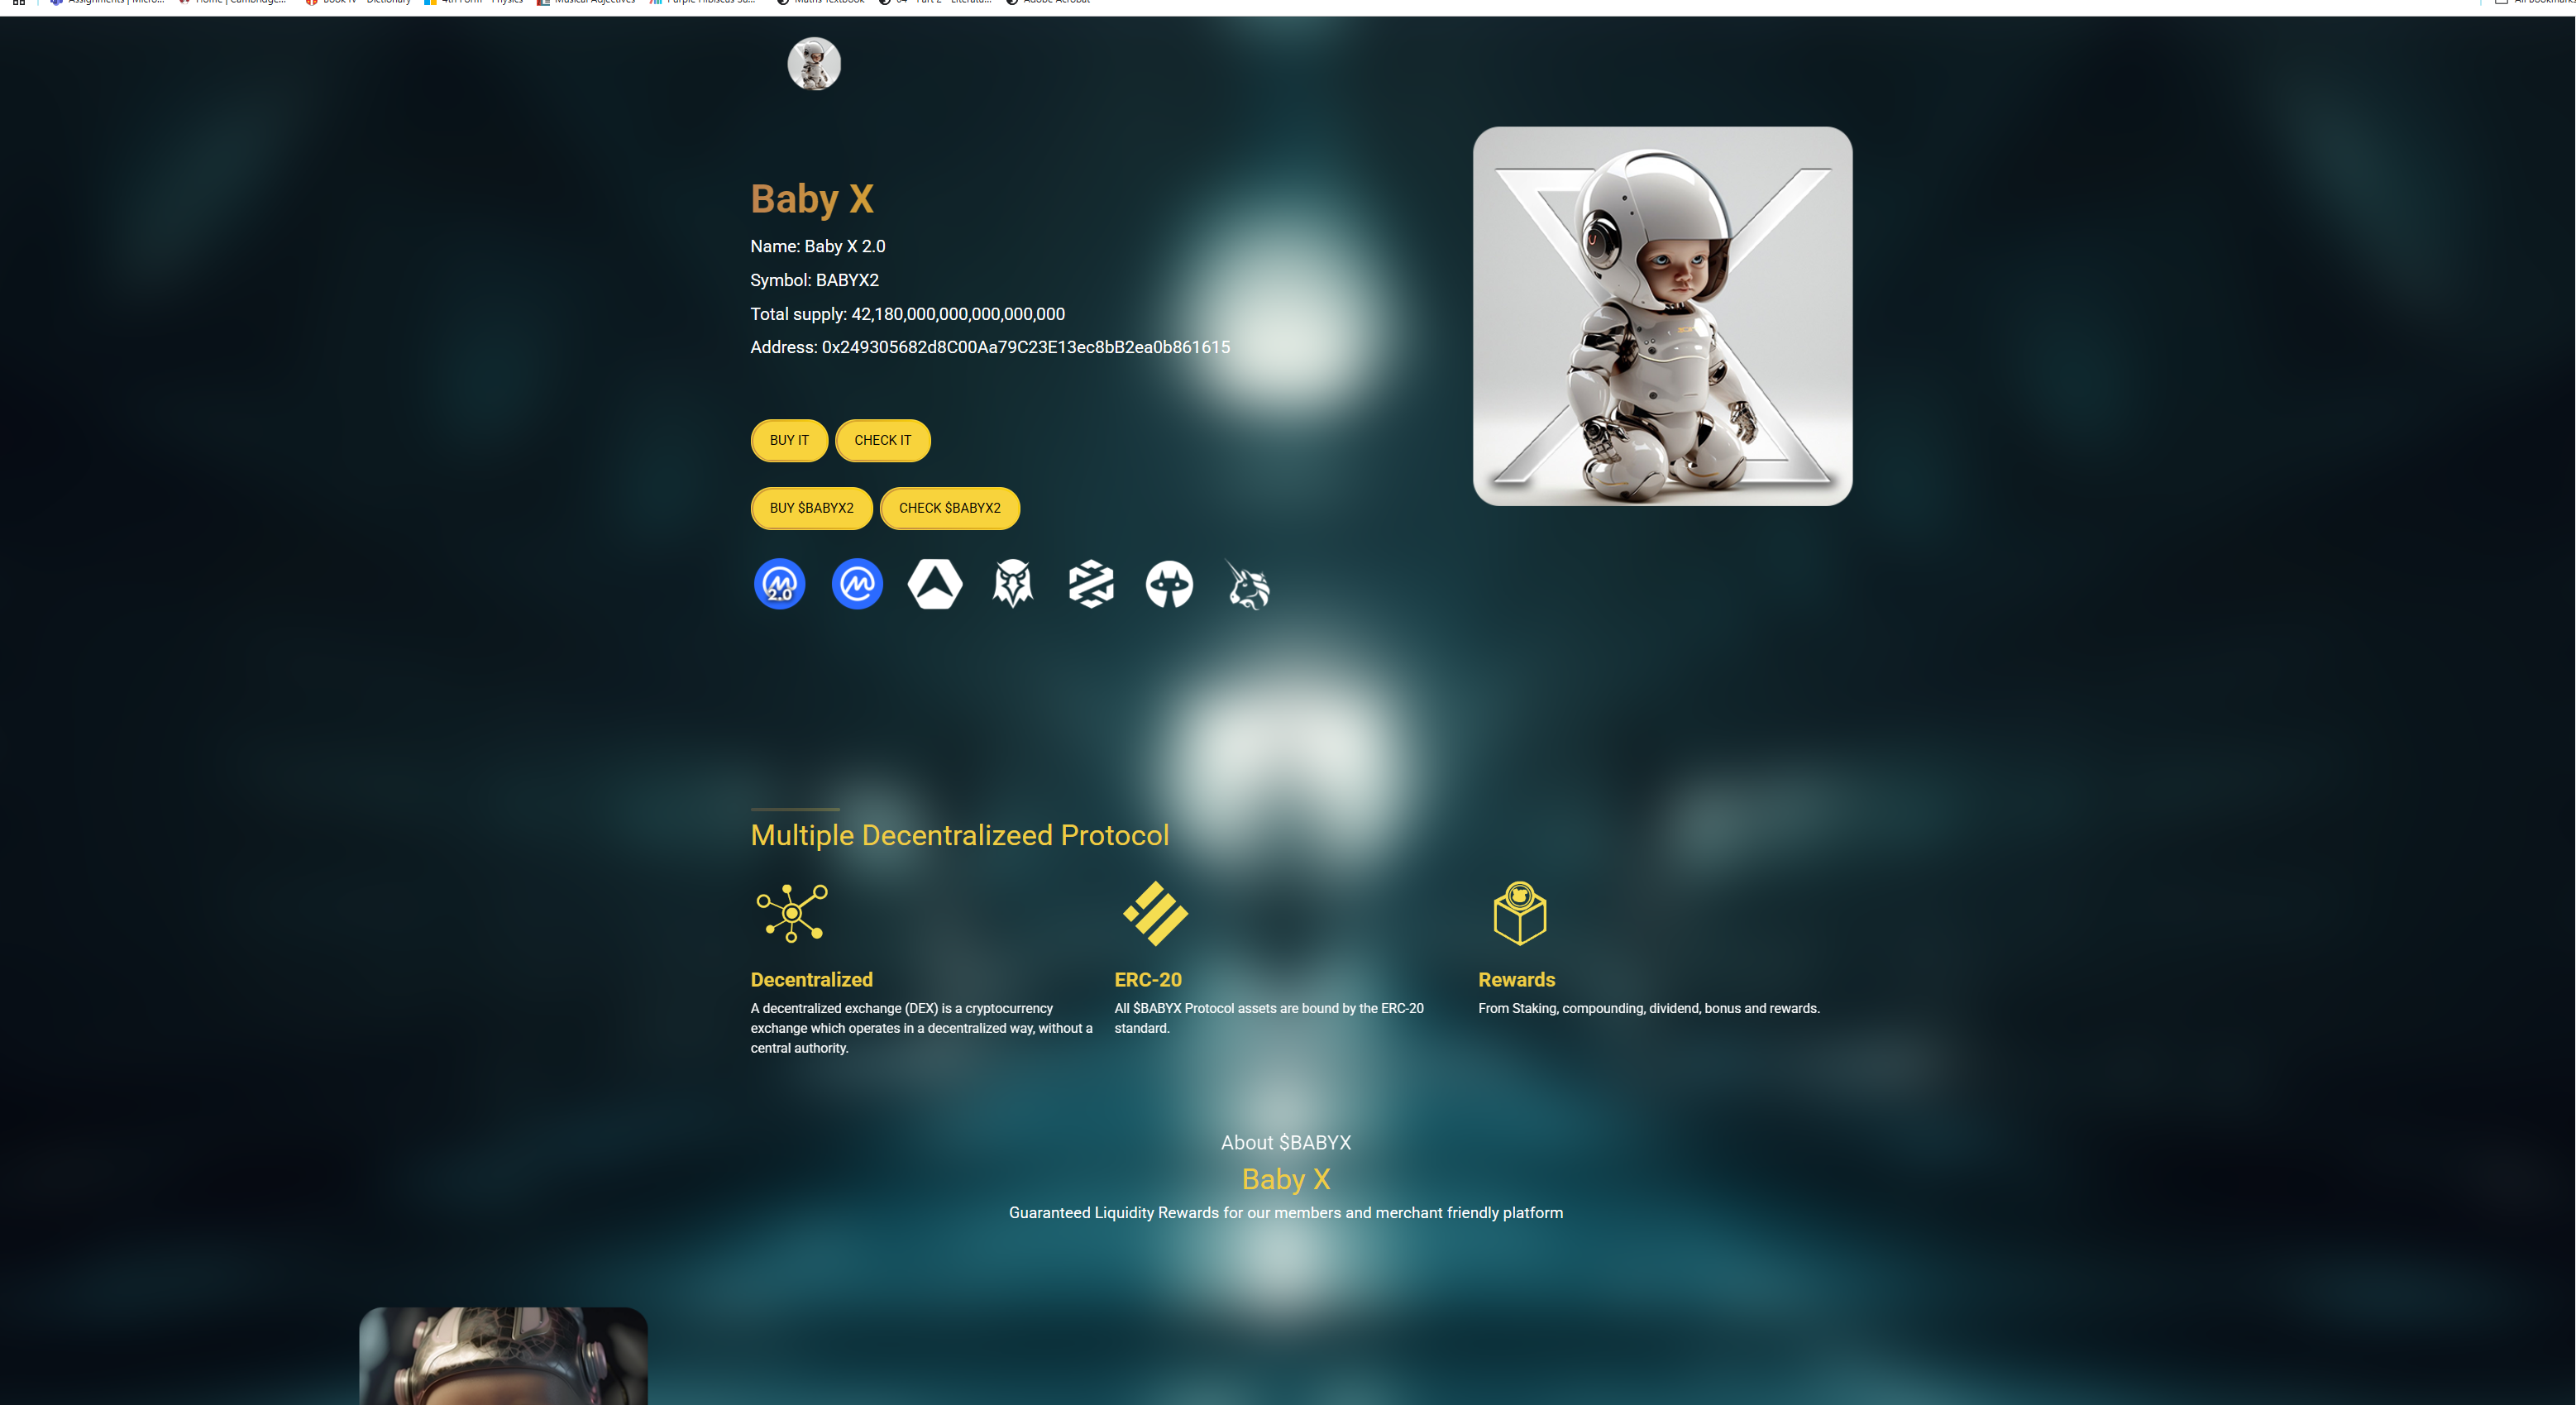 Baby X
Name: Baby X 2.0
Symbol: BABYX2
Total supply: 42,180,000,000,000,000,000
Address: 0x249305682d8C00Aa79C23E13ec8bB2ea0b861615
BUY IT CHECK IT
BUY $BABYX2 CHECK $BABYX2
2.0
Multiple Decentralizeed Protocol
Decentralized
A decentralized exchange (DEX) is a cryptocurrency
exchange which operates in a decentralized way, without a
central authority.
ERC-20
All $BABYX Protocol assets are bound by the ERC-20
standard.
Rewards
From Staking, compounding, dividend, bonus and rewards.
About $BABYX
Baby X
Guaranteed Liquidity Rewards for our members and merchant friendly platform